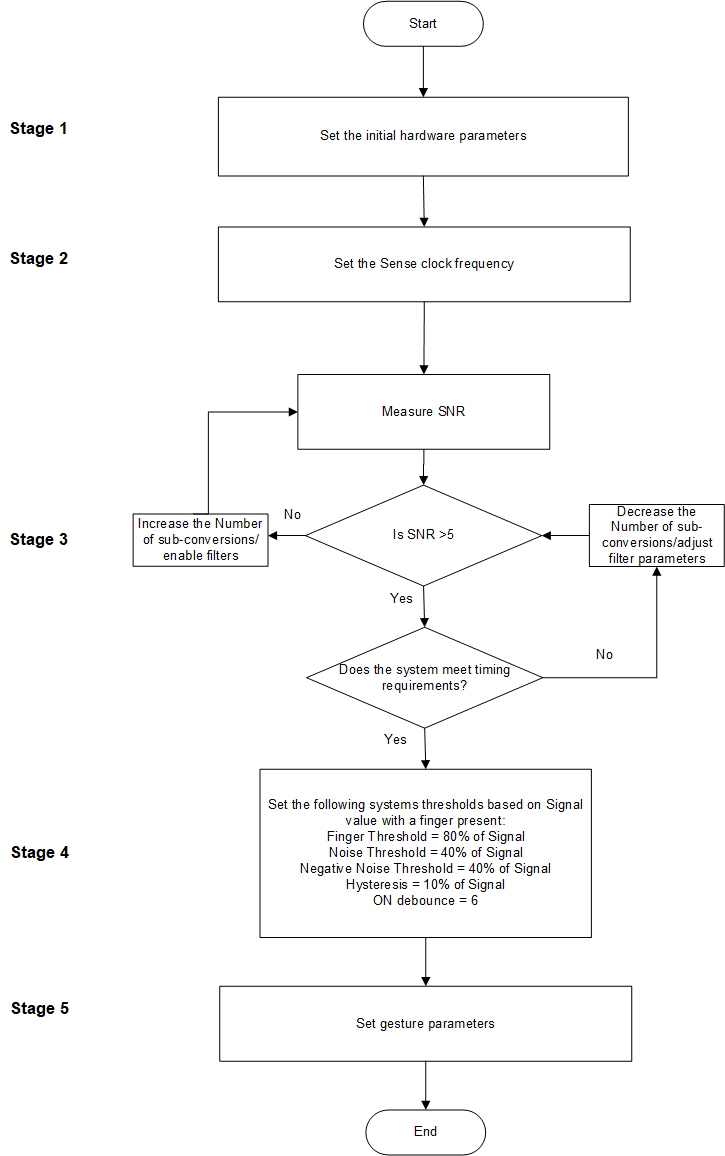 Start
Stage 1
Set the initial hardware parameters
Stage 2
Set the Sense clock frequency
Measure SNR
Stage 3
Increase the Number
of sub-conversions/
enable filters
No
Is SNR >5
Decrease the
Number of sub-
conversions/adjust
filter parameters
Yes
Does the system meet timing
requirements?
No
Yes
Stage 4
Set the following systems thresholds based on Signal
value with a finger present:
Finger Threshold = 80% of Signal
Noise Threshold = 40% of Signal
Negative Noise Threshold = 40% of Signal
Hysteresis = 10% of Signal
ON debounce = 6
Stage 5
Set gesture parameters
End